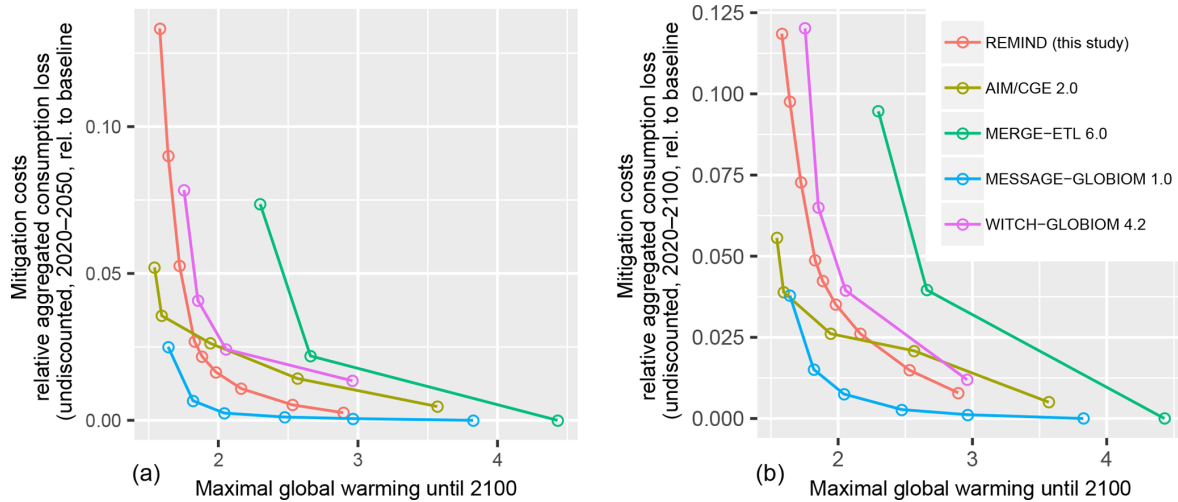 Mitigation costs
relative aggregated consumption loss
(undiscounted, 2020–2050, rel. to baseline
0.10
0.05
0.00
2
3
4
(a)
Maximal global warming until 2100
Mitigation costs
relative aggregated consumption loss
(undiscounted, 2020–2100, rel. to baseline
0.125
0.100
0.075
0.050
0.025
0.000
2
3
4
(b)
Maximal global warming until 2100
REMIND (this study)
AIM/CGE 2.0
MERGE−ETL 6.0
MESSAGE−GLOBIOM 1.0
WITCH−GLOBIOM 4.2